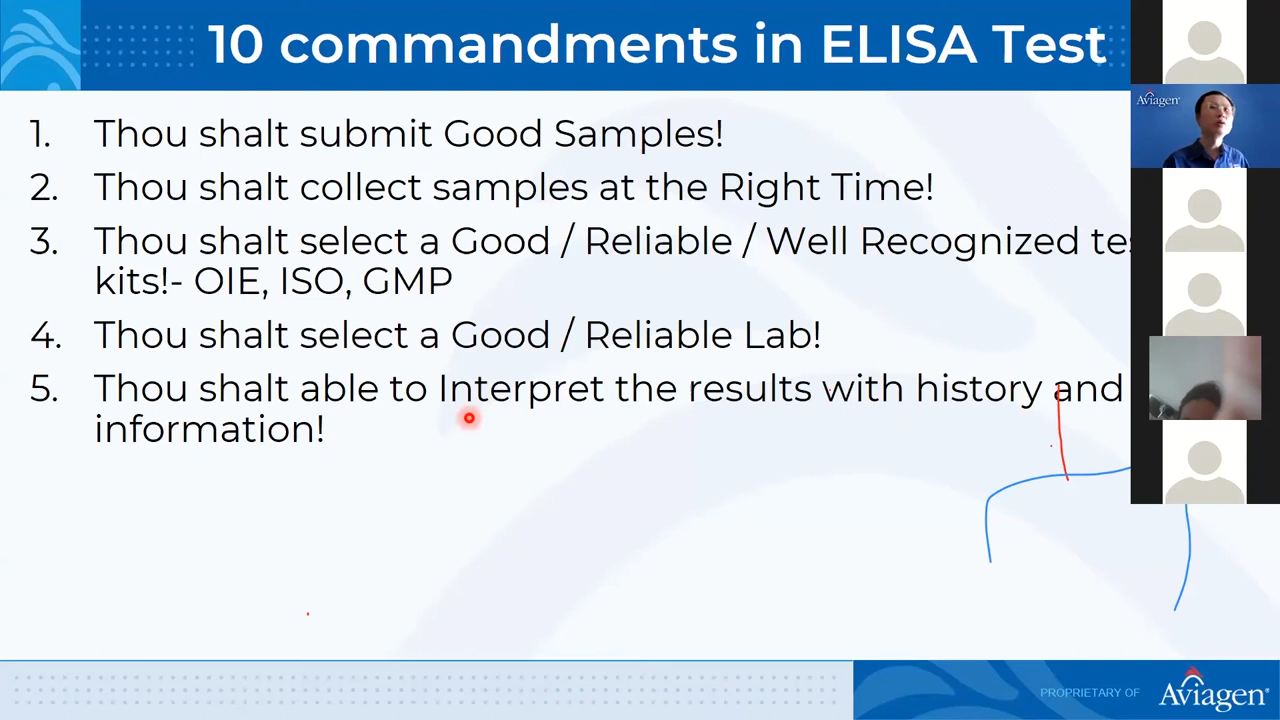 10 commandments in ELISA Test
1. Thou shalt submit Good Samples!
2. Thou shalt collect samples at the Right Time!
3. Thou shalt select a Good / Reliable / Well Recognized
kits!- OIE, ISO, GMP
4. Thou shalt select a Good / Reliable Lab!
5. Thou shalt able to Interpret the results with history and
information!
Aviagen
PROPRIETARY OF Aviagen®